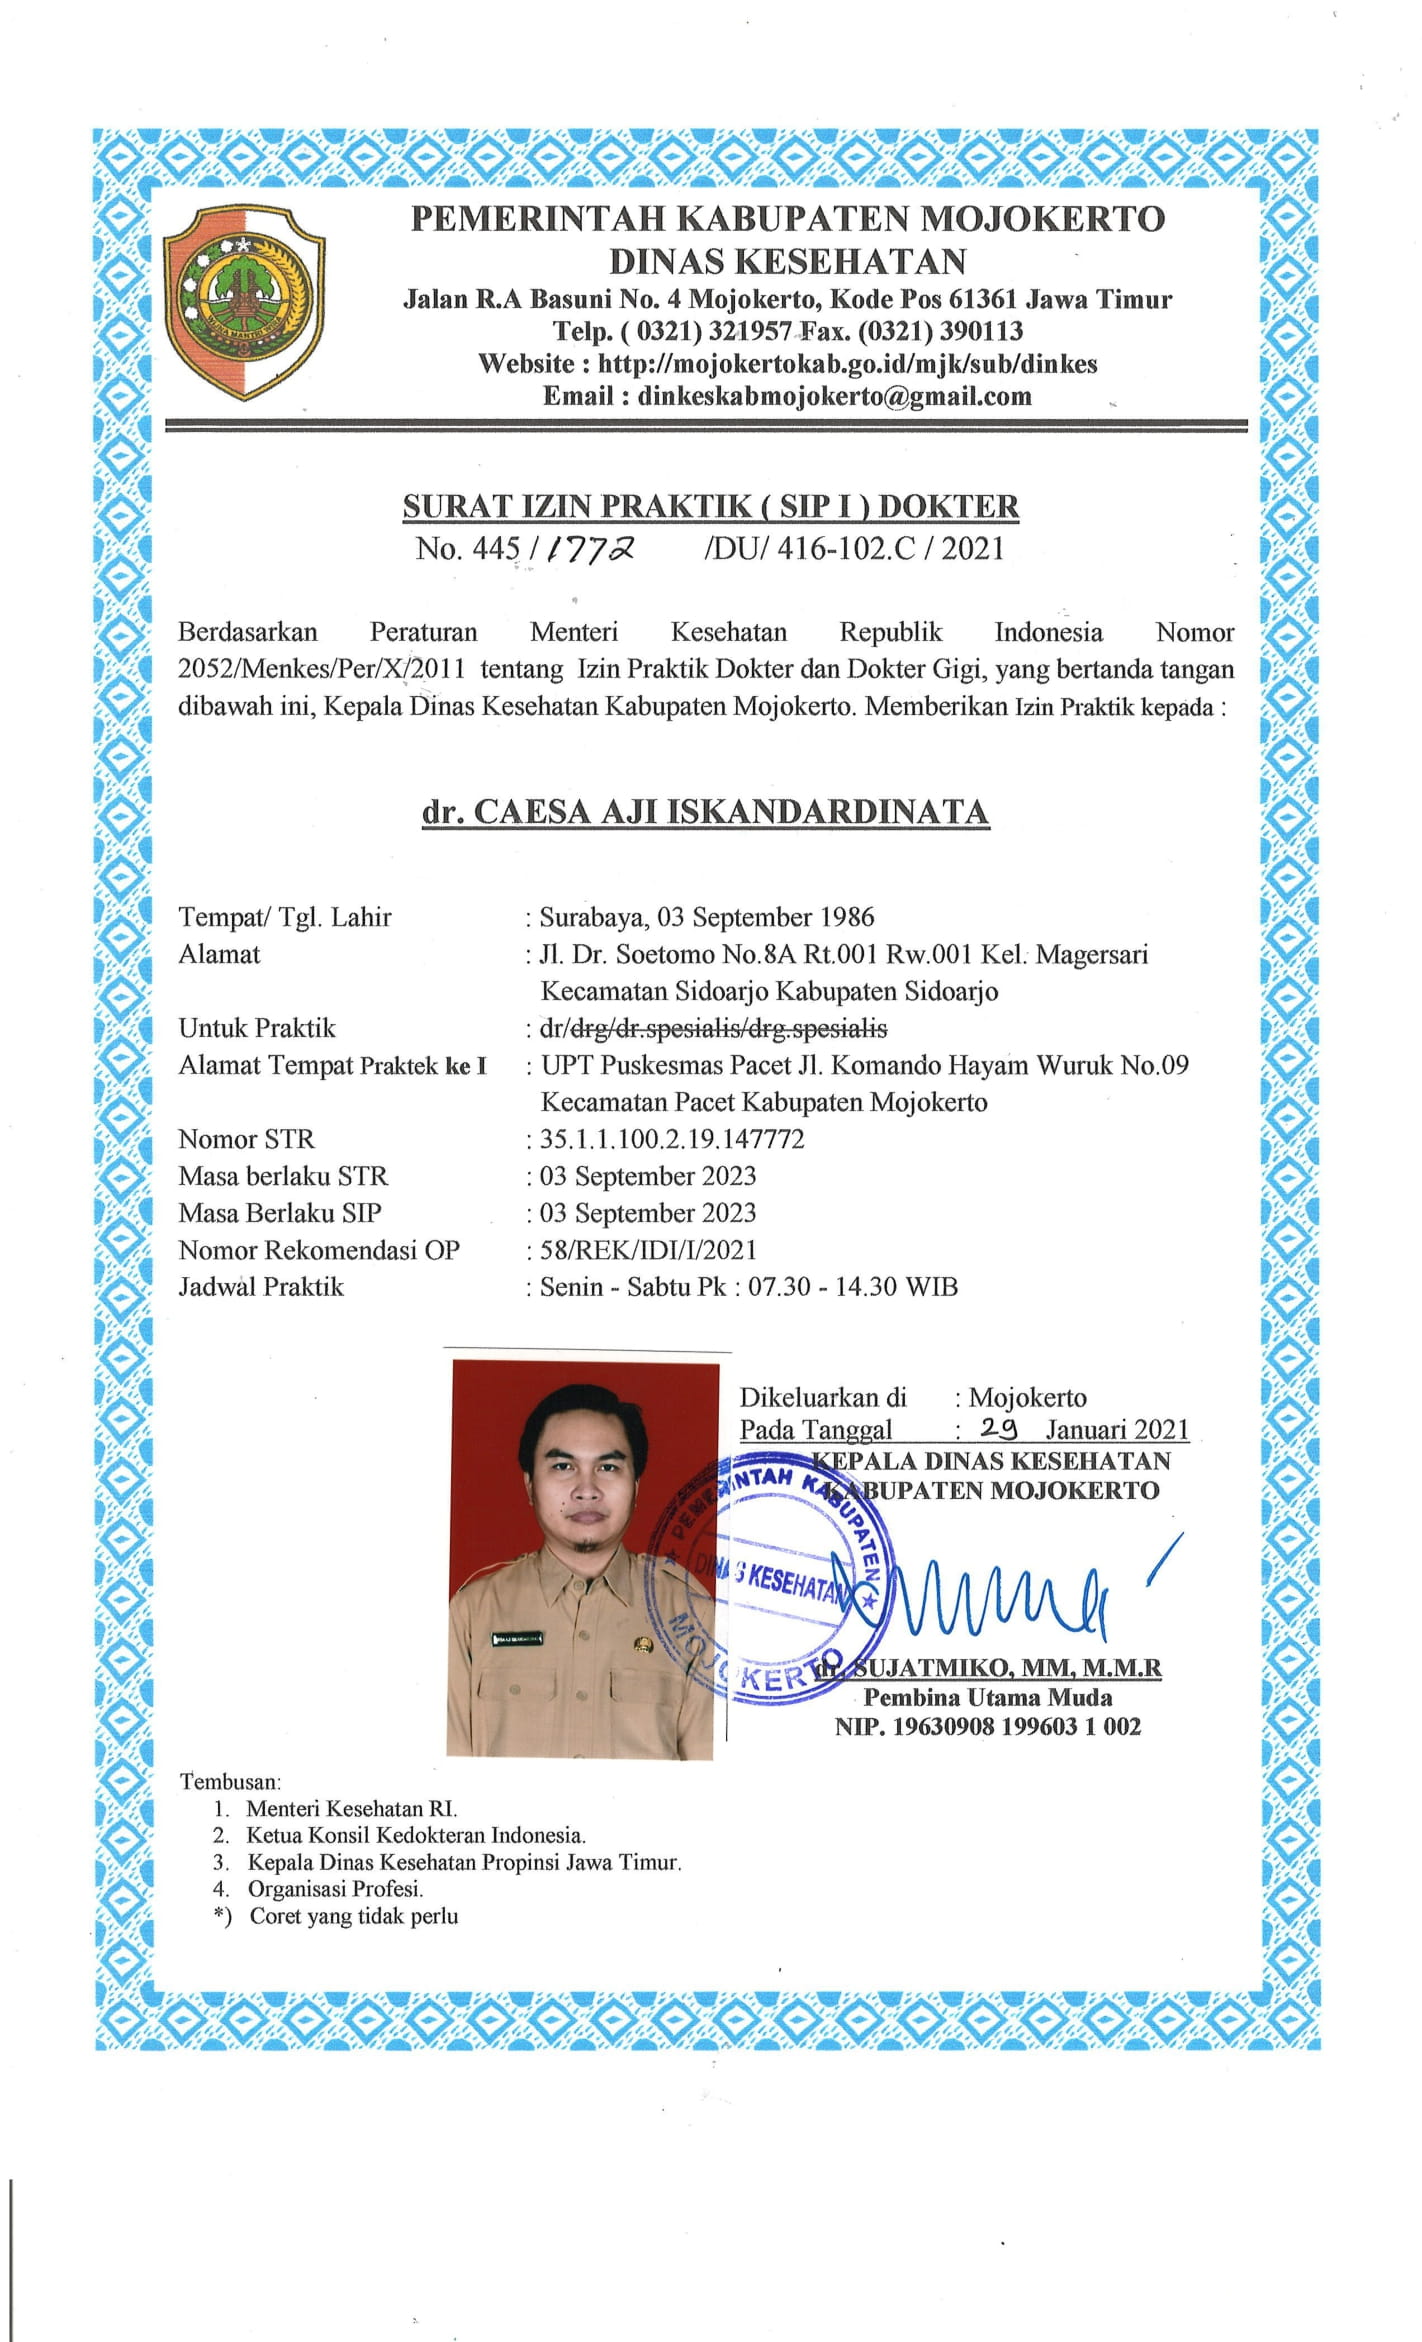 PEMERINTAH KABUPATEN MOJOKERTO
DINAS KESEHATAN
Jalan R.A Basuni No. 4 Mojokerto, Kode Pos 61361 Jawa Timur
Telp. ( 0321) 321957 Fax. (0321) 390113
Website : http://mojokertokab.go.id/mjk/sub/dinkes
Email : dinkeskabmojokerto@gmail.com
SURAT IZIN PRAKTIK ( SIP I ) DOKTER
No. 445 / 1772 /DU/ 416-102.C / 2021
Berdasarkan Peraturan Menteri Kesehatan Republik Indonesia Nomor
2052/Menkes/Per/X/2011 tentang Izin Praktik Dokter dan Dokter Gigi, yang bertanda tangan
dibawah ini, Kepala Dinas Kesehatan Kabupaten Mojokerto. Memberikan Izin Praktik kepada :
dr. CAESA AJI ISKANDARDINATA
Tempat/ Tgl. Lahir : Surabaya, 03 September 1986
Alamat : Jl. Dr. Soetomo No.8A Rt.001 Rw.001 Kel. Magersari
Kecamatan Sidoarjo Kabupaten Sidoarjo
Untuk Praktik : dr/drg/dr.spesialis/drg.spesialis
Alamat Tempat Praktek ke I : UPT Puskesmas Pacet Jl. Komando Hayam Wuruk No.09
Kecamatan Pacet Kabupaten Mojokerto
Nomor STR : 35.1.1.100.2.19.147772
Masa berlaku STR : 03 September 2023
Masa Berlaku SIP : 03 September 2023
Nomor Rekomendasi OP : 58/REK/IDI/I/2021
Jadwal Praktik : Senin - Sabtu Pk : 07.30 - 14.30 WIB
Dikeluarkan di : Mojokerto
Pada Tanggal : 29 Januari 2021
KEPALA DINAS KESEHATAN
KABUPATEN MOJOKERTO
PEMERINTAH KABUPATEN
DINAS KESEHATAN
MOJOKERTO
dr. SUJATMIKO, MM, M.M.R
Pembina Utama Muda
NIP. 19630908 199603 1 002
Tembusan:
1. Menteri Kesehatan RI.
2. Ketua Konsil Kedokteran Indonesia.
3. Kepala Dinas Kesehatan Propinsi Jawa Timur.
4. Organisasi Profesi.
*) Coret yang tidak perlu